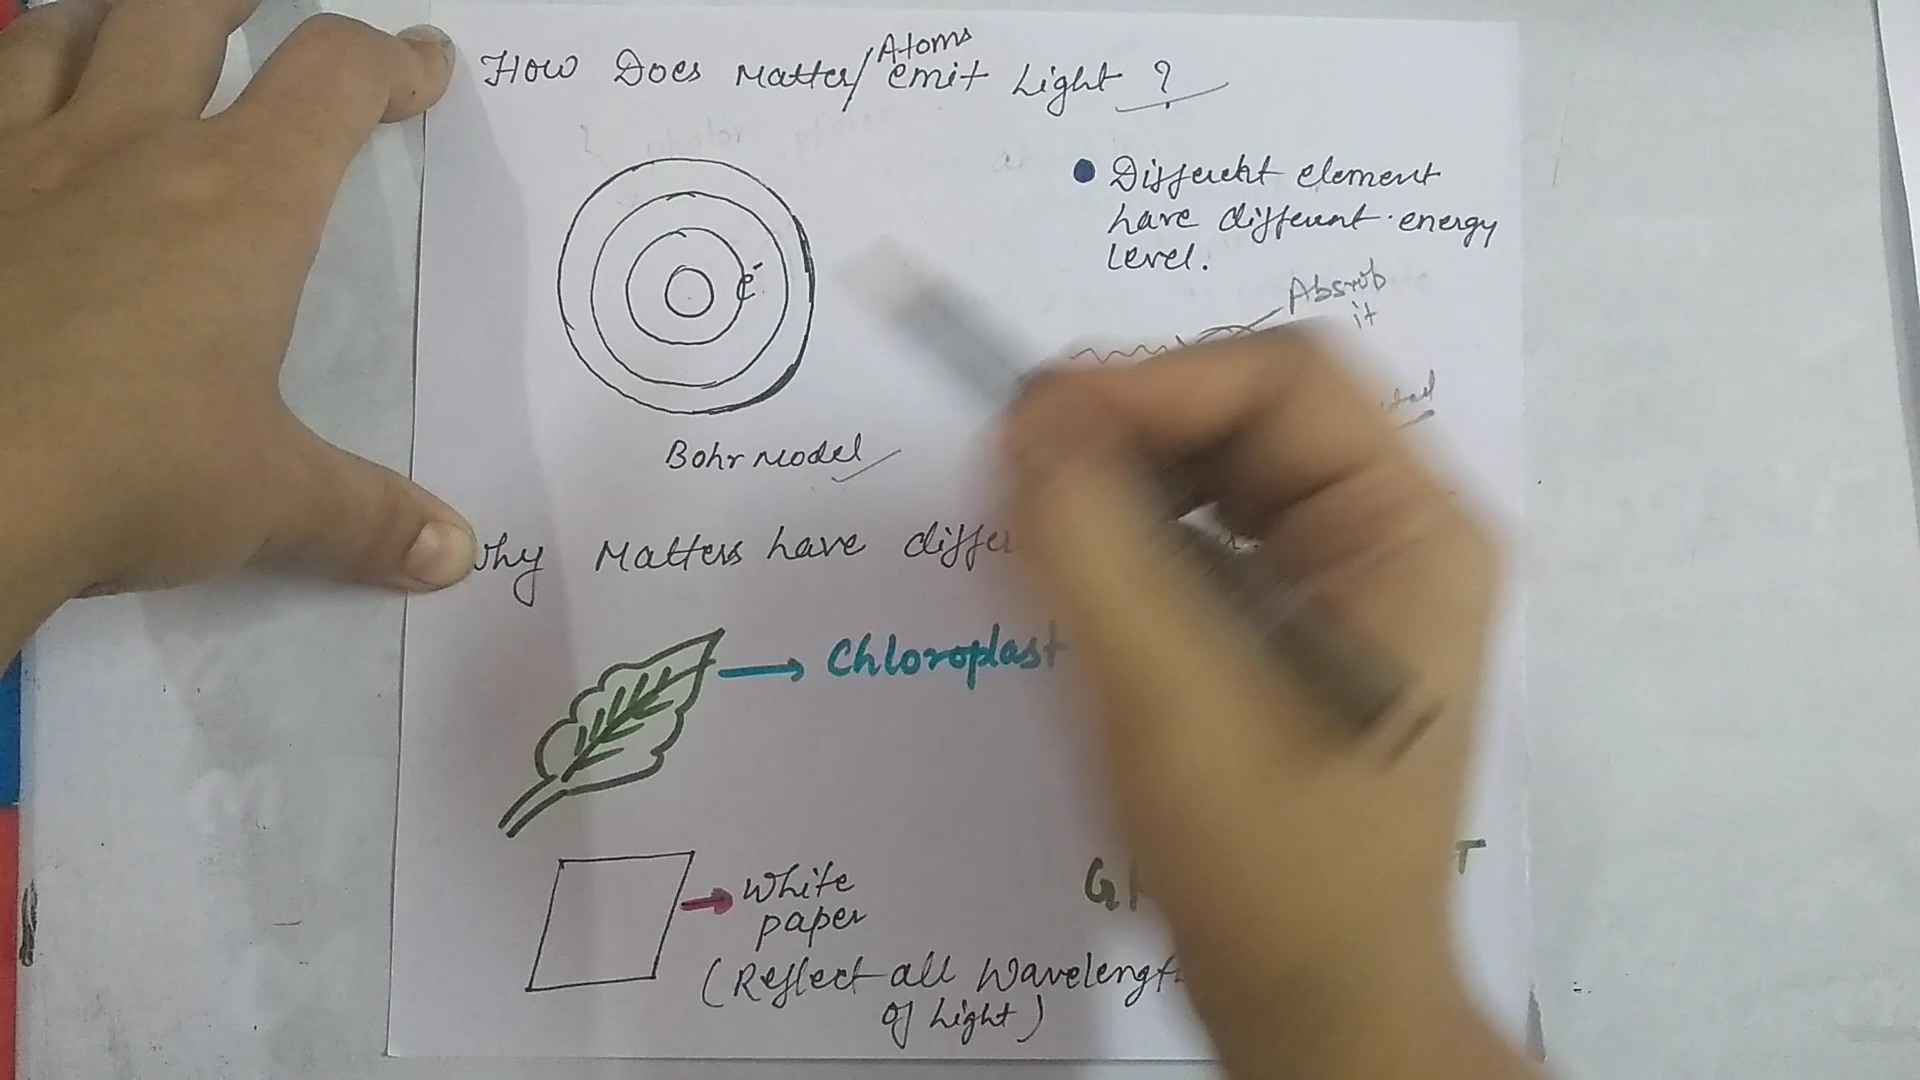 How Does Matter/Atoms emit Light ?
Different element
have different energy
level.
e-
Absrob
it
Bohr Model
Why Matters have
Chloroplast
White
paper
(Reflect all Wavelength
of Light)